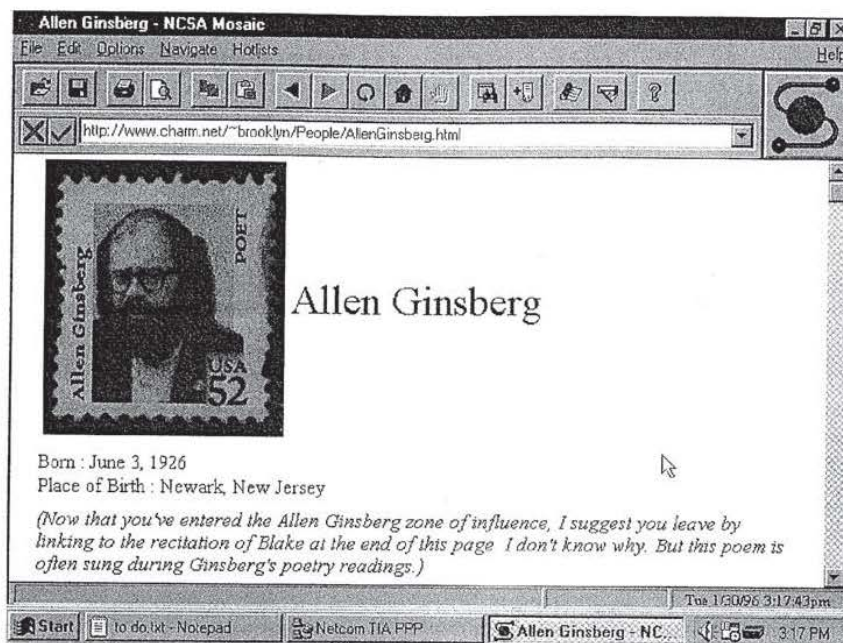 Allen Ginsberg - NCSA Mosaic
File Edit Options Navigate Hotlists Help
http://www.charm.net/~brooklyn/People/AllenGinsberg.html
Allen Ginsberg
POET
USA
52
Allen Ginsberg
Born : June 3, 1926
Place of Birth : Newark, New Jersey
(Now that you've entered the Allen Ginsberg zone of influence, I suggest you leave by
linking to the recitation of Blake at the end of this page I don't know why. But this poem is
often sung during Ginsberg's poetry readings.)
Tue 1/30/96 3:17:43pm
Start to do.txt - Notepad Netcom TIA PPP Allen Ginsberg - NC... 3:17 PM